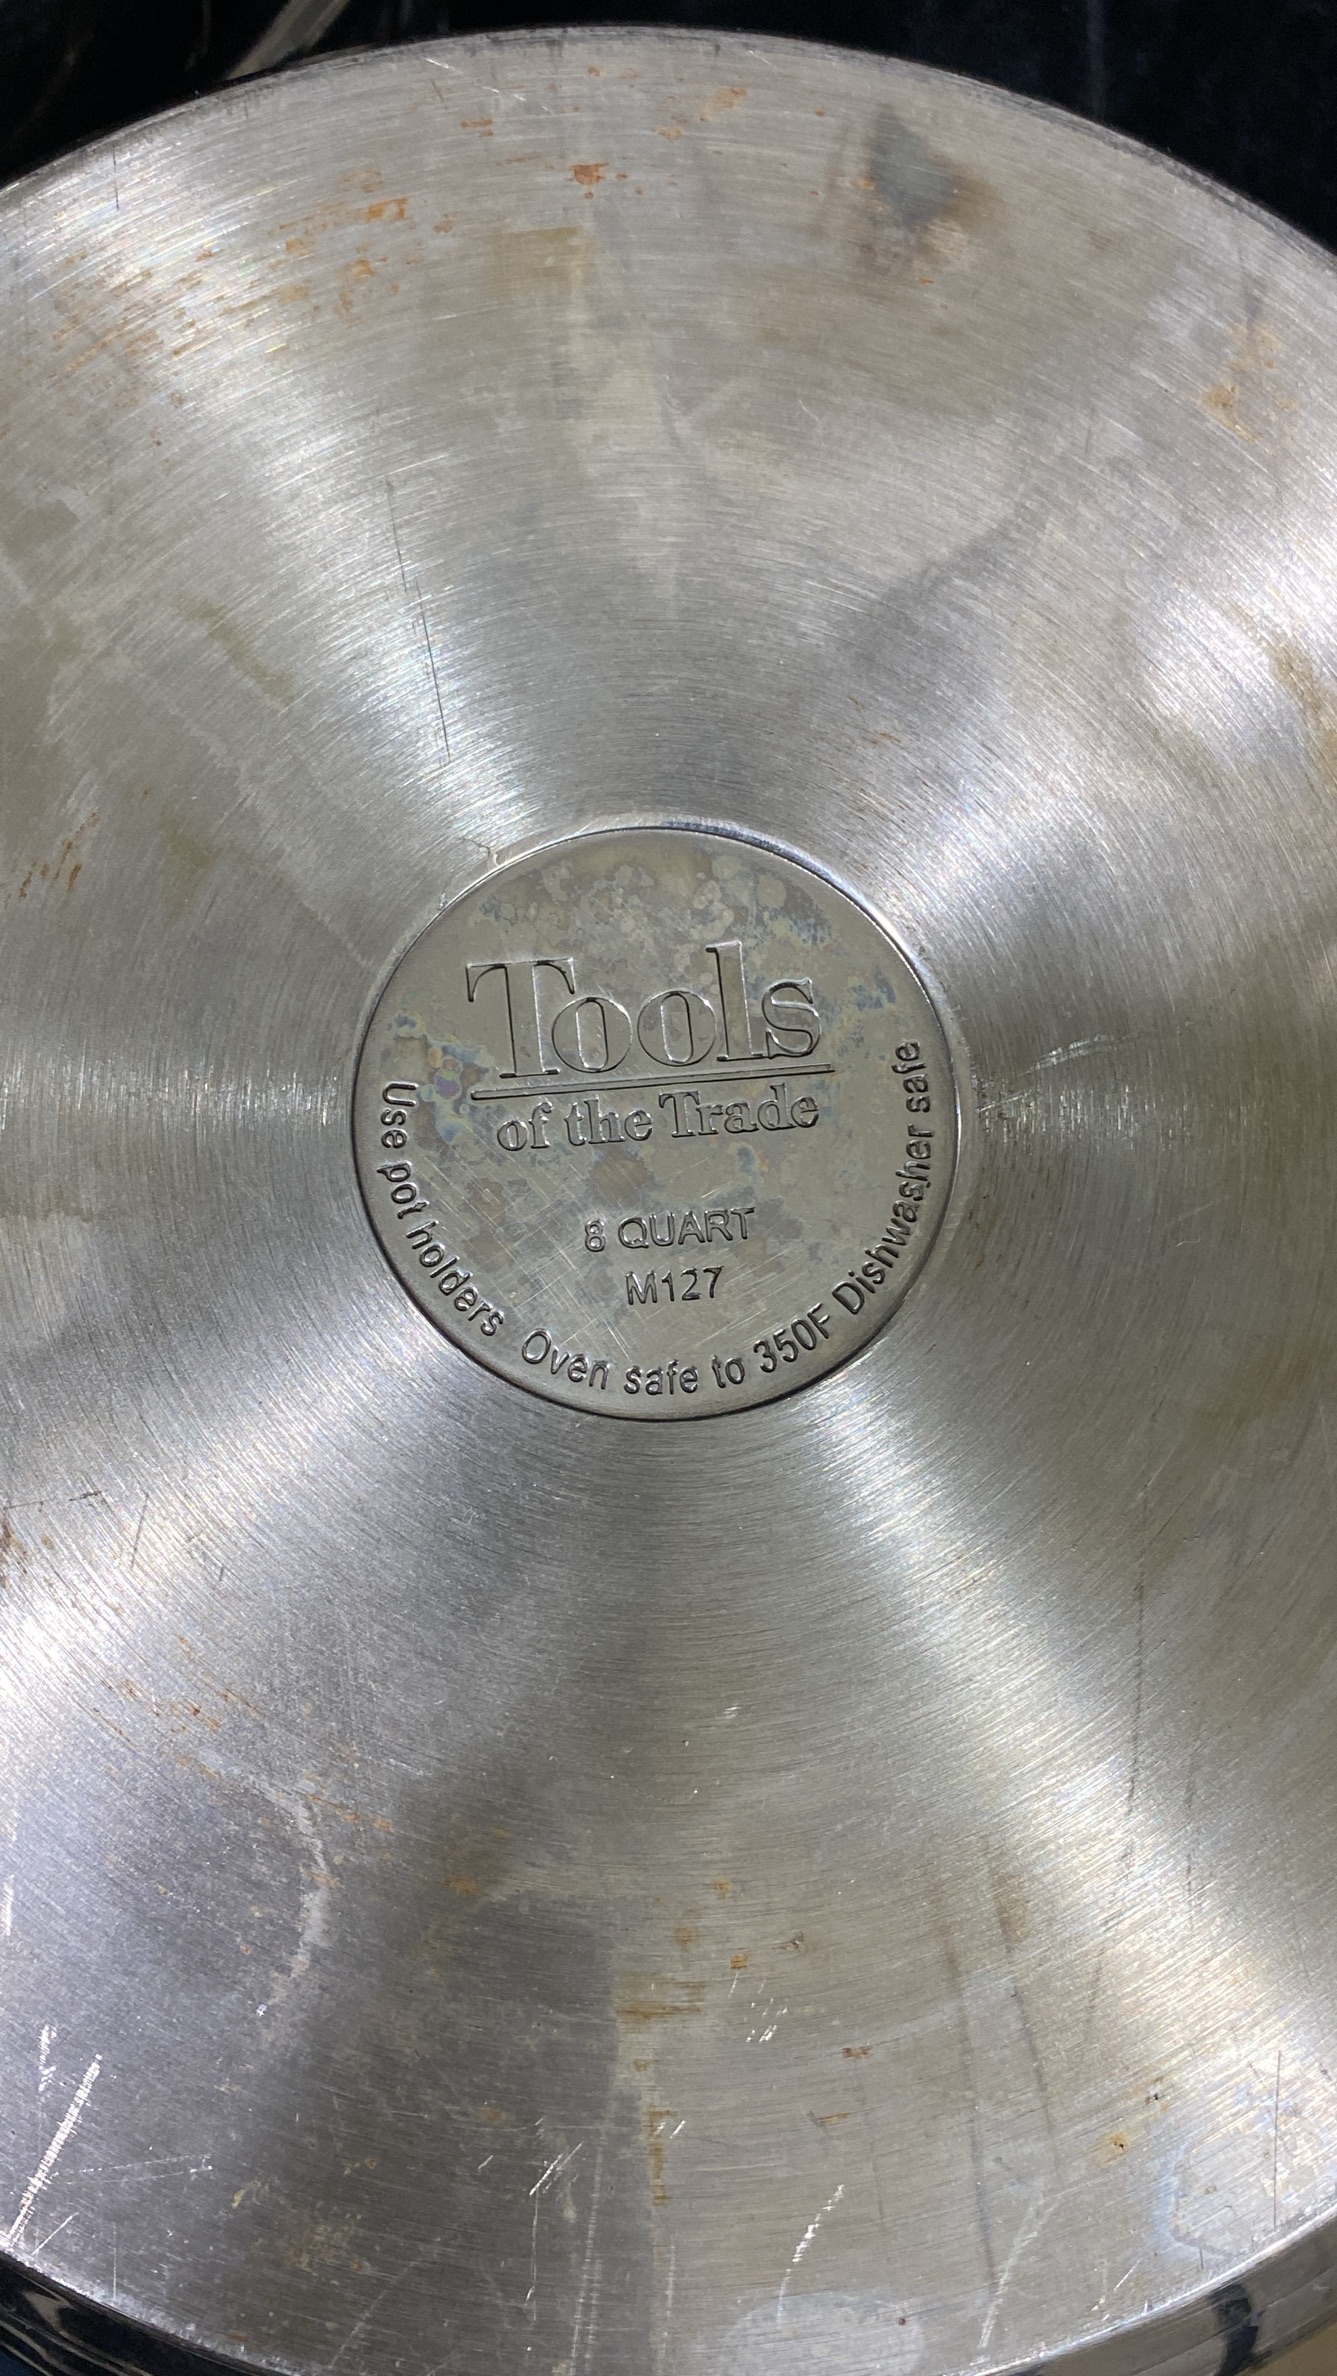 Tools
of the Trade
8 QUART
M127
Use pot holders Oven safe to 350F Dishwasher safe